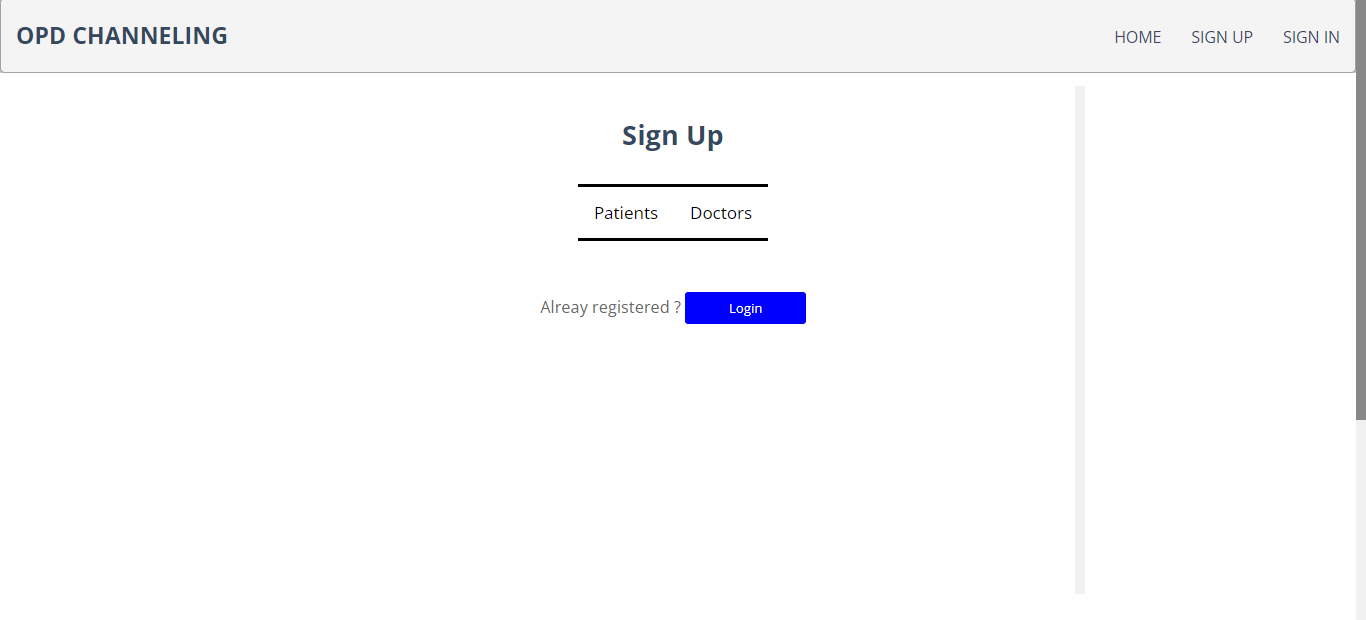 OPD CHANNELING HOME SIGN UP SIGN IN
Sign Up
Patients Doctors
Alreay registered ? Login